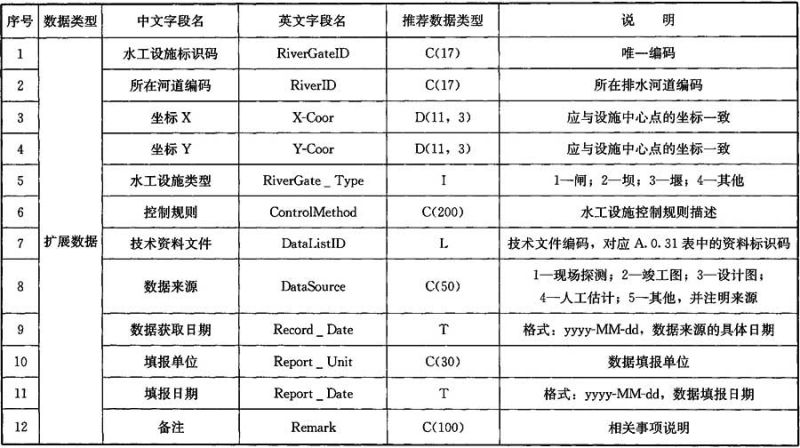 序号 数据类型 中文字段名 英文字段名 推荐数据类型 说 明
1 水工设施标识码 RiverGateID C(17) 唯一编码
2 所在河道编码 RiverID C(17) 所在排水河道编码
3 坐标X X-Coor D(11，3) 应与设施中心点的坐标一致
4 坐标Y Y-Coor D(11，3) 应与设施中心点的坐标一致
5 水工设施类型 RiverGate_Type I 1—闸；2—坝；3—堰；4—其他
6 控制规则 ControlMethod C(200) 水工设施控制规则描述
7 扩展数据 技术资料文件 DataListID L 技术文件编码，对应 A.0.31 表中的资料标识码
8 数据来源 DataSource C(50) 1—现场探测；2—竣工图；3—设计图；
4—人工估计；5—其他，并注明来源
9 数据获取日期 Record_Date T 格式：yyyy-MM-dd，数据来源的具体日期
10 填报单位 Report_Unit C(30) 数据填报单位
11 填报日期 Report_Date T 格式：yyyy-MM-dd，数据填报日期
12 备注 Remark C(100) 相关事项说明